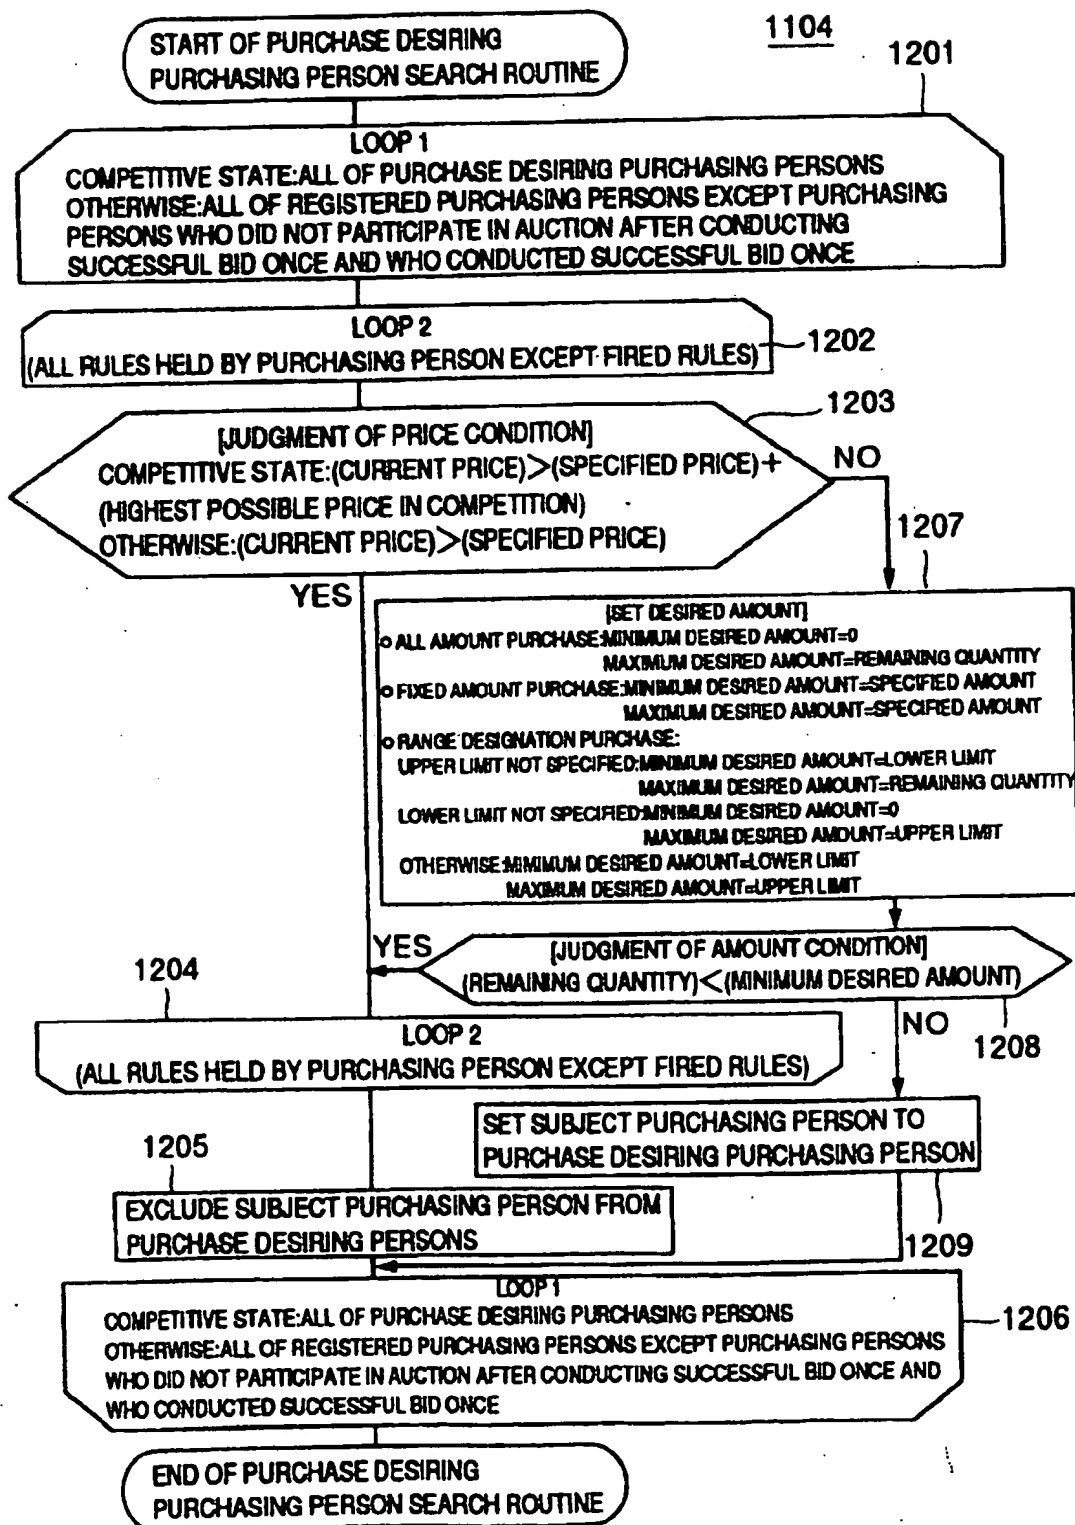 1104
START OF PURCHASE DESIRING
PURCHASING PERSON SEARCH ROUTINE
1201
LOOP 1
COMPETITIVE STATE:ALL OF PURCHASE DESIRING PURCHASING PERSONS
OTHERWISE:ALL OF REGISTERED PURCHASING PERSONS EXCEPT PURCHASING
PERSONS WHO DID NOT PARTICIPATE IN AUCTION AFTER CONDUCTING
SUCCESSFUL BID ONCE AND WHO CONDUCTED SUCCESSFUL BID ONCE
LOOP 2
(ALL RULES HELD BY PURCHASING PERSON EXCEPT FIRED RULES)
1202
1203
[JUDGMENT OF PRICE CONDITION]
COMPETITIVE STATE:(CURRENT PRICE)>(SPECIFIED PRICE)+
(HIGHEST POSSIBLE PRICE IN COMPETITION)
OTHERWISE:(CURRENT PRICE)>(SPECIFIED PRICE)
NO
YES
1207
[SET DESIRED AMOUNT]
○ ALL AMOUNT PURCHASE:MINIMUM DESIRED AMOUNT=0
MAXIMUM DESIRED AMOUNT=REMAINING QUANTITY
○ FIXED AMOUNT PURCHASE:MINIMUM DESIRED AMOUNT=SPECIFIED AMOUNT
MAXIMUM DESIRED AMOUNT=SPECIFIED AMOUNT
○ RANGE DESIGNATION PURCHASE:
UPPER LIMIT NOT SPECIFIED:MINIMUM DESIRED AMOUNT=LOWER LIMIT
MAXIMUM DESIRED AMOUNT=REMAINING QUANTITY
LOWER LIMIT NOT SPECIFIED:MINIMUM DESIRED AMOUNT=0
MAXIMUM DESIRED AMOUNT=UPPER LIMIT
OTHERWISE:MIMIMUM DESIRED AMOUNT=LOWER LIMIT
MAXIMUM DESIRED AMOUNT=UPPER LIMIT
YES
[JUDGMENT OF AMOUNT CONDITION]
(REMAINING QUANTITY)<(MINIMUM DESIRED AMOUNT)
NO
1208
1204
LOOP 2
(ALL RULES HELD BY PURCHASING PERSON EXCEPT FIRED RULES)
SET SUBJECT PURCHASING PERSON TO
PURCHASE DESIRING PURCHASING PERSON
1209
1205
EXCLUDE SUBJECT PURCHASING PERSON FROM
PURCHASE DESIRING PERSONS
LOOP 1
COMPETITIVE STATE:ALL OF PURCHASE DESIRING PURCHASING PERSONS
OTHERWISE:ALL OF REGISTERED PURCHASING PERSONS EXCEPT PURCHASING PERSONS
WHO DID NOT PARTICIPATE IN AUCTION AFTER CONDUCTING SUCCESSFUL BID ONCE AND
WHO CONDUCTED SUCCESSFUL BID ONCE
1206
END OF PURCHASE DESIRING
PURCHASING PERSON SEARCH ROUTINE